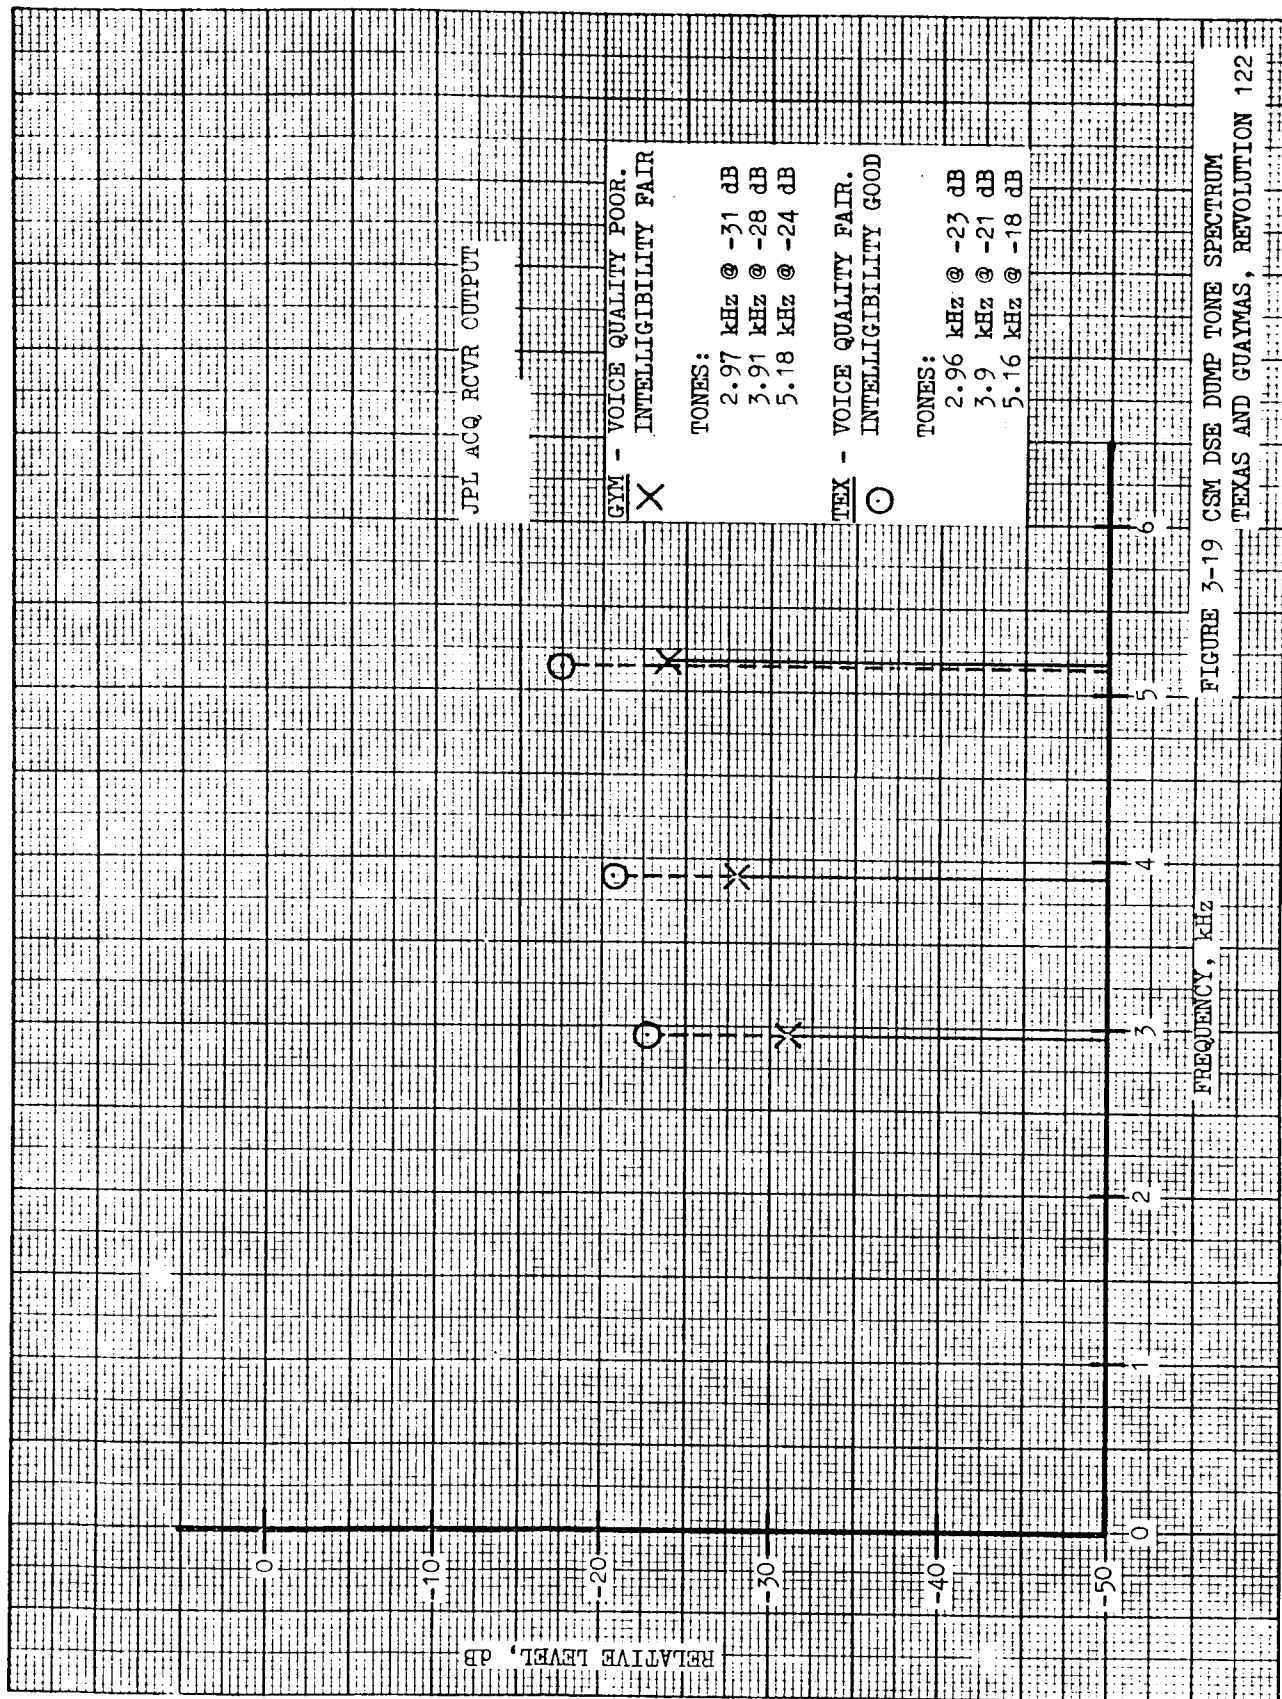 JPL ACQ RCVR OUTPUT
GYM - VOICE QUALITY POOR.
X INTELLIGIBILITY FAIR
TONES:
2.97 kHz @ -31 dB
3.91 kHz @ -28 dB
5.18 kHz @ -24 dB
TEX - VOICE QUALITY FAIR.
INTELLIGIBILITY GOOD
TONES:
2.96 kHz @ -23 dB
3.9 kHz @ -21 dB
5.16 kHz @ -18 dB
RELATIVE LEVEL, dB
0
-10
-20
-30
-40
-50
0 1 2 3 4 5 6
FREQUENCY, kHz
FIGURE 3-19 CSM DSE DUMP TONE SPECTRUM
TEXAS AND GUAYMAS, REVOLUTION 122